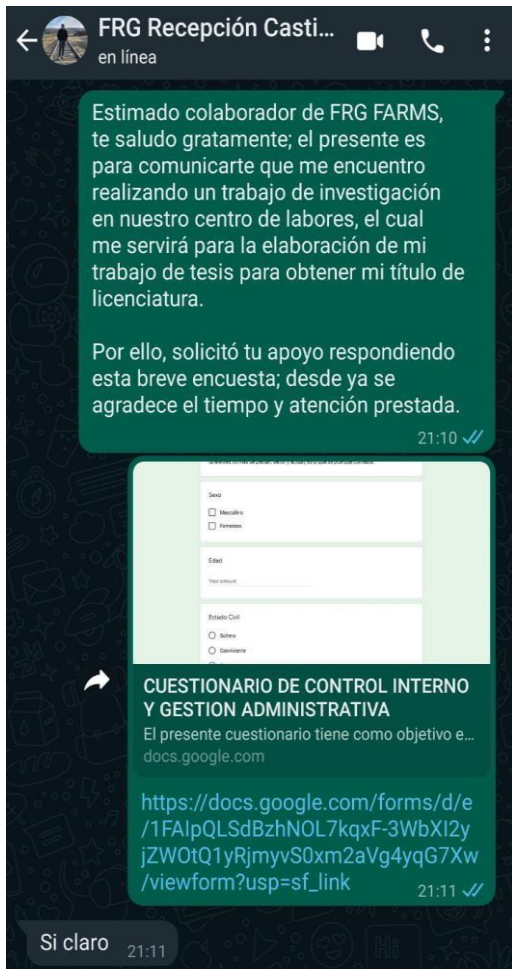 FRG Recepción Casti...
en línea
Estimado colaborador de FRG FARMS,
te saludo gratamente; el presente es
para comunicarte que me encuentro
realizando un trabajo de investigación
en nuestro centro de labores, el cual
me servirá para la elaboración de mi
trabajo de tesis para obtener mi título de
licenciatura.
Por ello, solicitó tu apoyo respondiendo
esta breve encuesta; desde ya se
agradece el tiempo y atención prestada.
21:10
Sexo
Masculino
Femenino
Edad
Your answer
Estado Civil
Soltero
Conviviente
CUESTIONARIO DE CONTROL INTERNO
Y GESTION ADMINISTRATIVA
El presente cuestionario tiene como objetivo e...
docs.google.com
https://docs.google.com/forms/d/e
/1FAIpQLSdBzhNOL7kqxF-3WbXI2y
jZWOtQ1yRjmyvS0xm2aVg4yqG7Xw
/viewform?usp=sf_link
21:11
Si claro 21:11